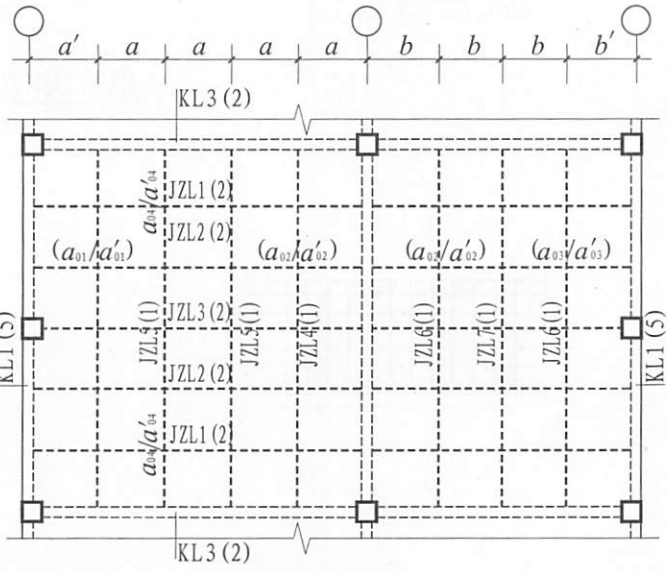 a' a a a a b b b b'
KL3(2)
a₀₄/a'₀₄
JZL1(2)
JZL2(2)
(a₀₁/a'₀₁) (a₀₂/a'₀₂) (a₀₂/a'₀₂) (a₀₃/a'₀₃)
KL1(5)
JZL5(1)
JZL3(2)
JZL5(1)
JZL4(1)
JZL6(1)
JZL7(1)
JZL6(1)
KL1(5)
JZL2(2)
a₀₄/a'₀₄
JZL1(2)
KL3(2)